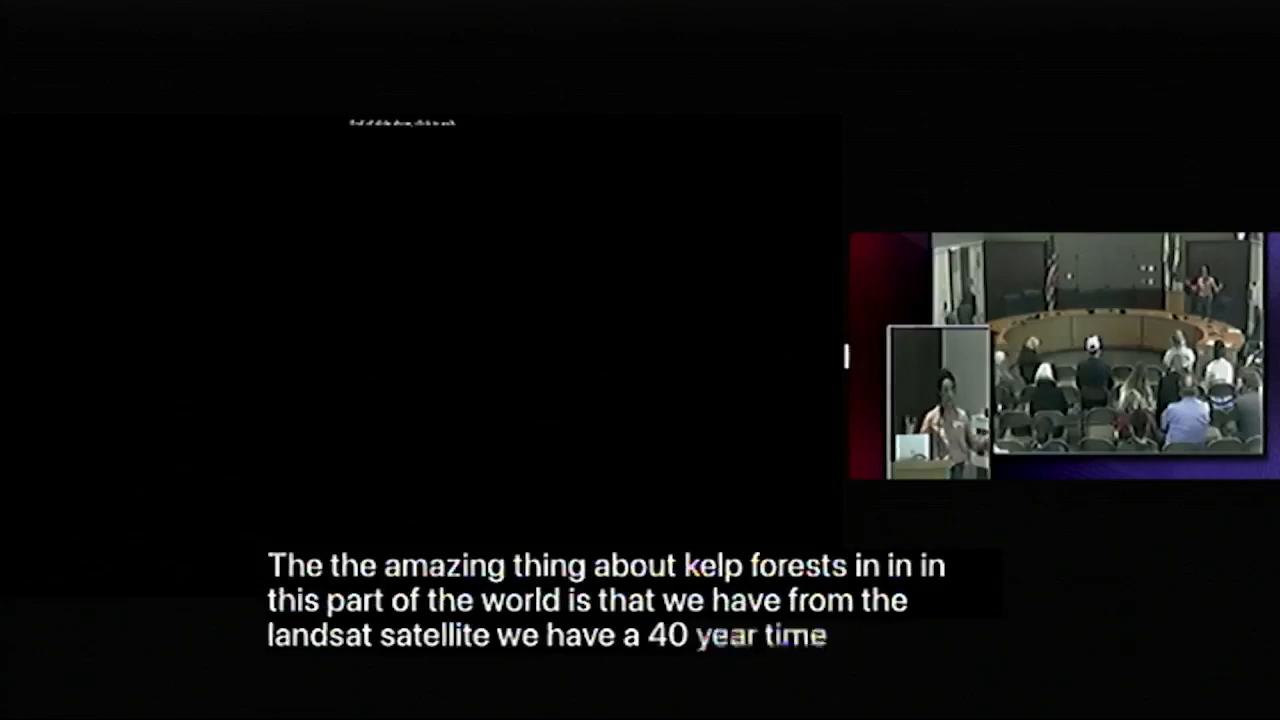 The the amazing thing about kelp forests in in in
this part of the world is that we have from the
landsat satellite we have a 40 year time